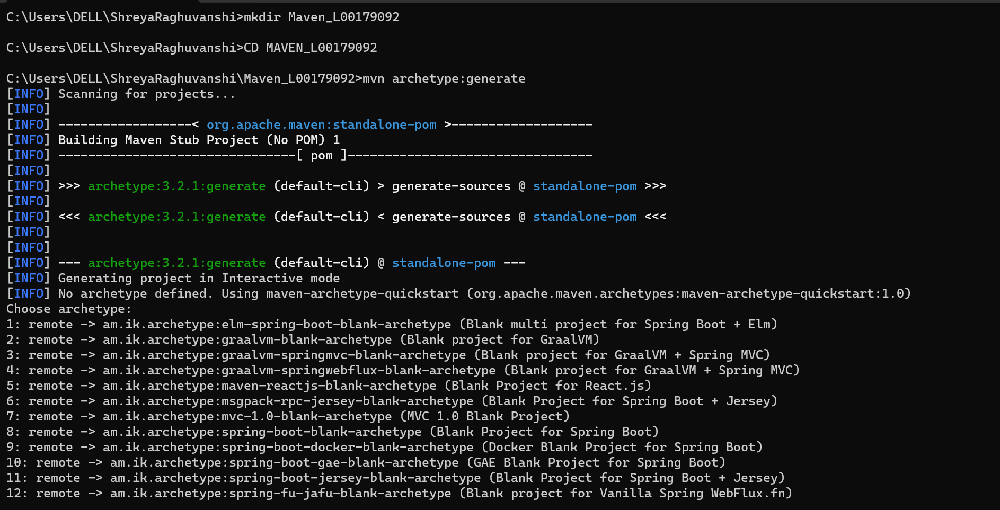 C:\Users\DELL\ShreyaRaghuvanshi>mkdir Maven_L00179092
C:\Users\DELL\ShreyaRaghuvanshi>CD MAVEN_L00179092
C:\Users\DELL\ShreyaRaghuvanshi\Maven_L00179092>mvn archetype:generate
[INFO] Scanning for projects...
[INFO]
[INFO] ------------------< org.apache.maven:standalone-pom >-------------------
[INFO] Building Maven Stub Project (No POM) 1
[INFO] --------------------------------[ pom ]---------------------------------
[INFO]
[INFO] >>> archetype:3.2.1:generate (default-cli) > generate-sources @ standalone-pom >>>
[INFO]
[INFO] <<< archetype:3.2.1:generate (default-cli) < generate-sources @ standalone-pom <<<
[INFO]
[INFO]
[INFO] --- archetype:3.2.1:generate (default-cli) @ standalone-pom ---
[INFO] Generating project in Interactive mode
[INFO] No archetype defined. Using maven-archetype-quickstart (org.apache.maven.archetypes:maven-archetype-quickstart:1.0)
Choose archetype:
1: remote -> am.ik.archetype:elm-spring-boot-blank-archetype (Blank multi project for Spring Boot + Elm)
2: remote -> am.ik.archetype:graalvm-blank-archetype (Blank project for GraalVM)
3: remote -> am.ik.archetype:graalvm-springmvc-blank-archetype (Blank project for GraalVM + Spring MVC)
4: remote -> am.ik.archetype:graalvm-springwebflux-blank-archetype (Blank project for GraalVM + Spring MVC)
5: remote -> am.ik.archetype:maven-reactjs-blank-archetype (Blank Project for React.js)
6: remote -> am.ik.archetype:msgpack-rpc-jersey-blank-archetype (Blank Project for Spring Boot + Jersey)
7: remote -> am.ik.archetype:mvc-1.0-blank-archetype (MVC 1.0 Blank Project)
8: remote -> am.ik.archetype:spring-boot-blank-archetype (Blank Project for Spring Boot)
9: remote -> am.ik.archetype:spring-boot-docker-blank-archetype (Docker Blank Project for Spring Boot)
10: remote -> am.ik.archetype:spring-boot-gae-blank-archetype (GAE Blank Project for Spring Boot)
11: remote -> am.ik.archetype:spring-boot-jersey-blank-archetype (Blank Project for Spring Boot + Jersey)
12: remote -> am.ik.archetype:spring-fu-jafu-blank-archetype (Blank project for Vanilla Spring WebFlux.fn)